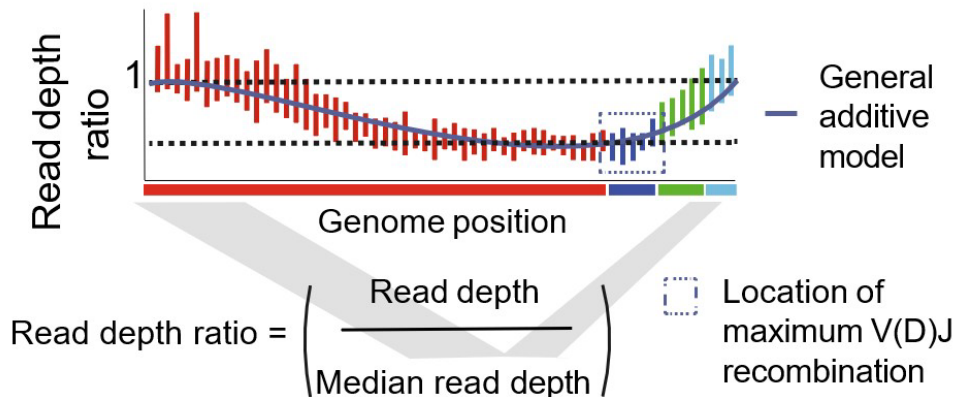 Read depth
ratio
1
General
additive
model
Genome position
Read depth ratio =
Read depth
Median read depth
Location of
maximum V(D)J
recombination